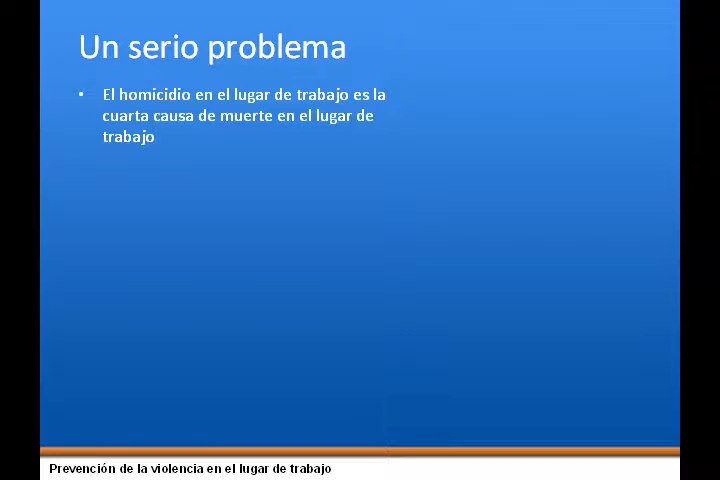 Un serio problema
• El homicidio en el lugar de trabajo es la
cuarta causa de muerte en el lugar de
trabajo
Prevención de la violencia en el lugar de trabajo